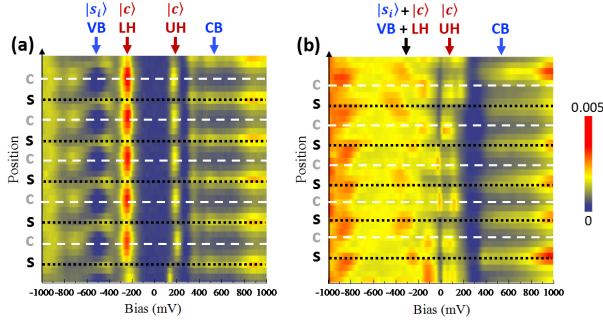 |s_i⟩ |c⟩ |c⟩
(a) VB LH UH CB
C
S
C
S
C
S
C
S
C
S
Position
-1000 -800 -600 -400 -200 0 200 400 600 800 1000
Bias (mV)
|s_i⟩ + |c⟩ |c⟩
(b) VB + LH UH CB
C
S
C
S
C
S
C
S
C
S
Position
-1000 -800 -600 -400 -200 0 200 400 600 800 1000
Bias (mV)
0.005
0